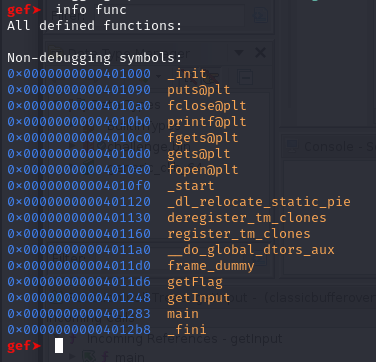 gef➤  info func
All defined functions:

Non-debugging symbols:
0x0000000000401000  _init
0x0000000000401090  puts@plt
0x00000000004010a0  fclose@plt
0x00000000004010b0  printf@plt
0x00000000004010c0  fgets@plt
0x00000000004010d0  gets@plt
0x00000000004010e0  fopen@plt
0x00000000004010f0  _start
0x0000000000401120  _dl_relocate_static_pie
0x0000000000401130  deregister_tm_clones
0x0000000000401160  register_tm_clones
0x00000000004011a0  __do_global_dtors_aux
0x00000000004011d0  frame_dummy
0x00000000004011d6  getFlag
0x0000000000401248  getInput
0x0000000000401283  main
0x00000000004012b8  _fini
gef➤